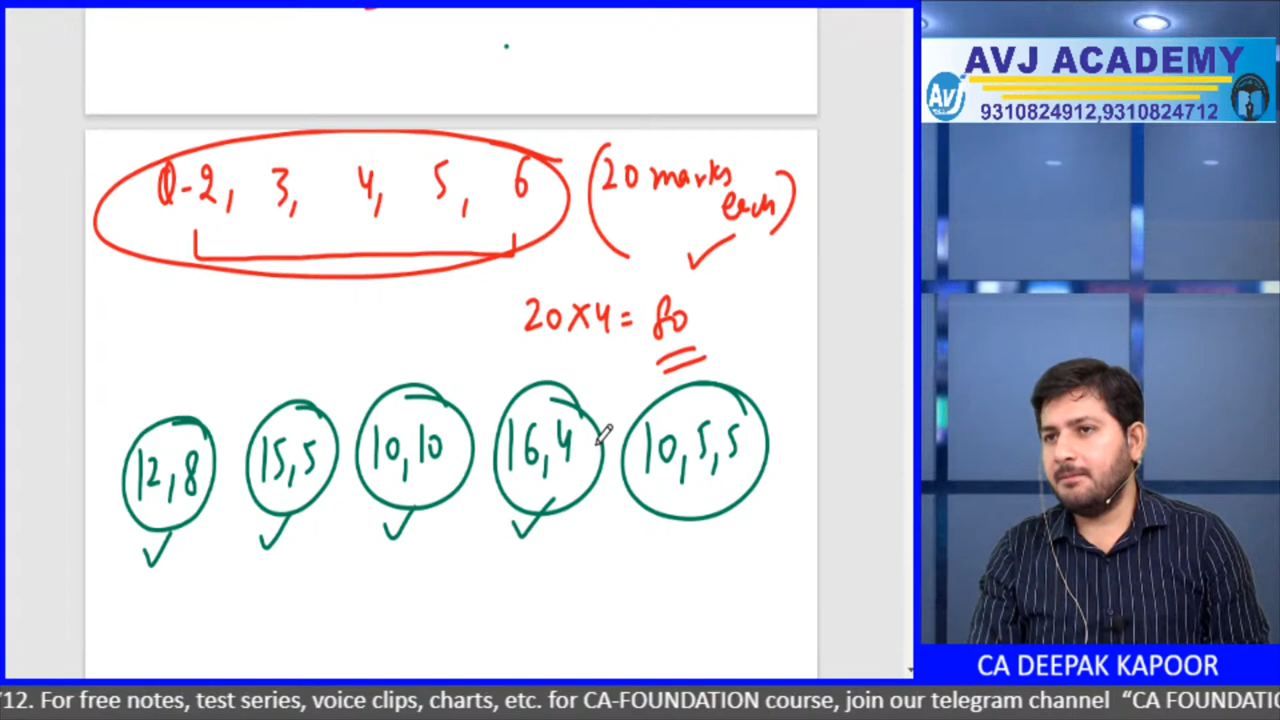 Q-2, 3, 4, 5, 6 (20 marks
each)
20X4 = 80
12,8 15,5 10,10 16,4 10,5,5
AVJ ACADEMY
AV
9310824912,9310824712
CA DEEPAK KAPOOR
/12. For free notes, test series, voice clips, charts, etc. for CA-FOUNDATION course, join our telegram channel "CA FOUNDATIO